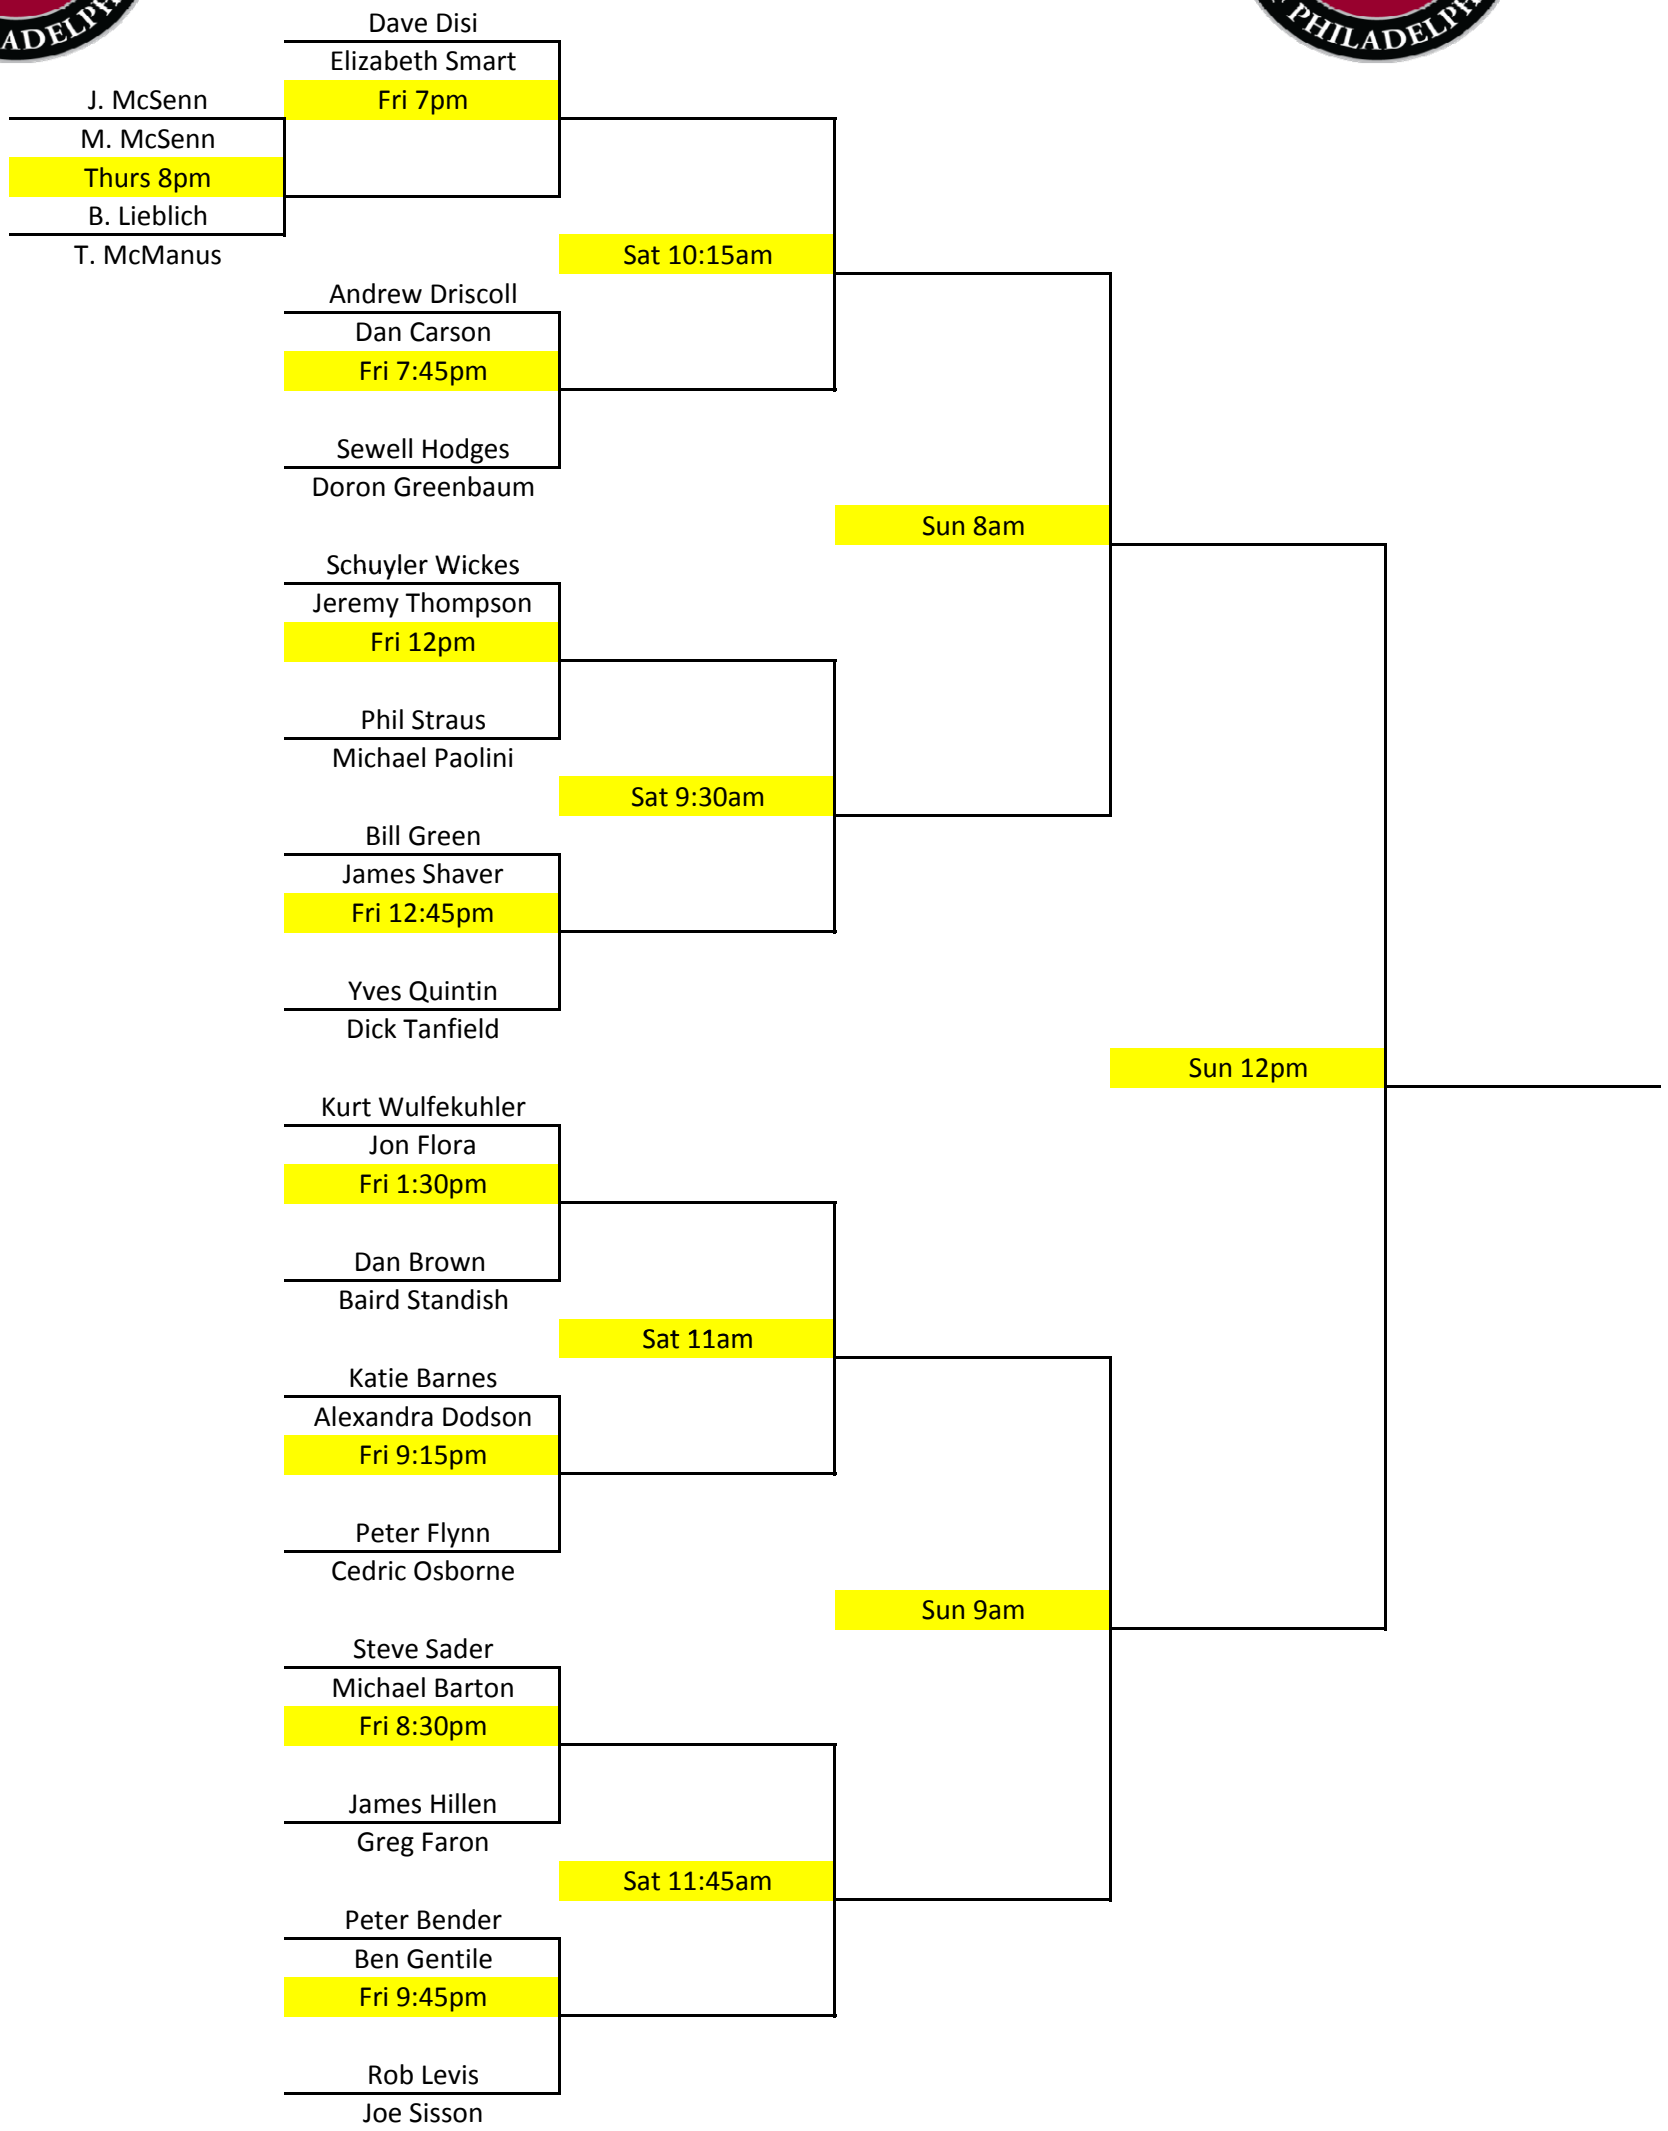 ADELPH
PHILADELPH
Dave Disi
Elizabeth Smart
Fri 7pm
J. McSenn
M. McSenn
Thurs 8pm
B. Lieblich
T. McManus
Sat 10:15am
Andrew Driscoll
Dan Carson
Fri 7:45pm
Sewell Hodges
Doron Greenbaum
Sun 8am
Schuyler Wickes
Jeremy Thompson
Fri 12pm
Phil Straus
Michael Paolini
Sat 9:30am
Bill Green
James Shaver
Fri 12:45pm
Yves Quintin
Dick Tanfield
Sun 12pm
Kurt Wulfekuhler
Jon Flora
Fri 1:30pm
Dan Brown
Baird Standish
Sat 11am
Katie Barnes
Alexandra Dodson
Fri 9:15pm
Peter Flynn
Cedric Osborne
Sun 9am
Steve Sader
Michael Barton
Fri 8:30pm
James Hillen
Greg Faron
Sat 11:45am
Peter Bender
Ben Gentile
Fri 9:45pm
Rob Levis
Joe Sisson